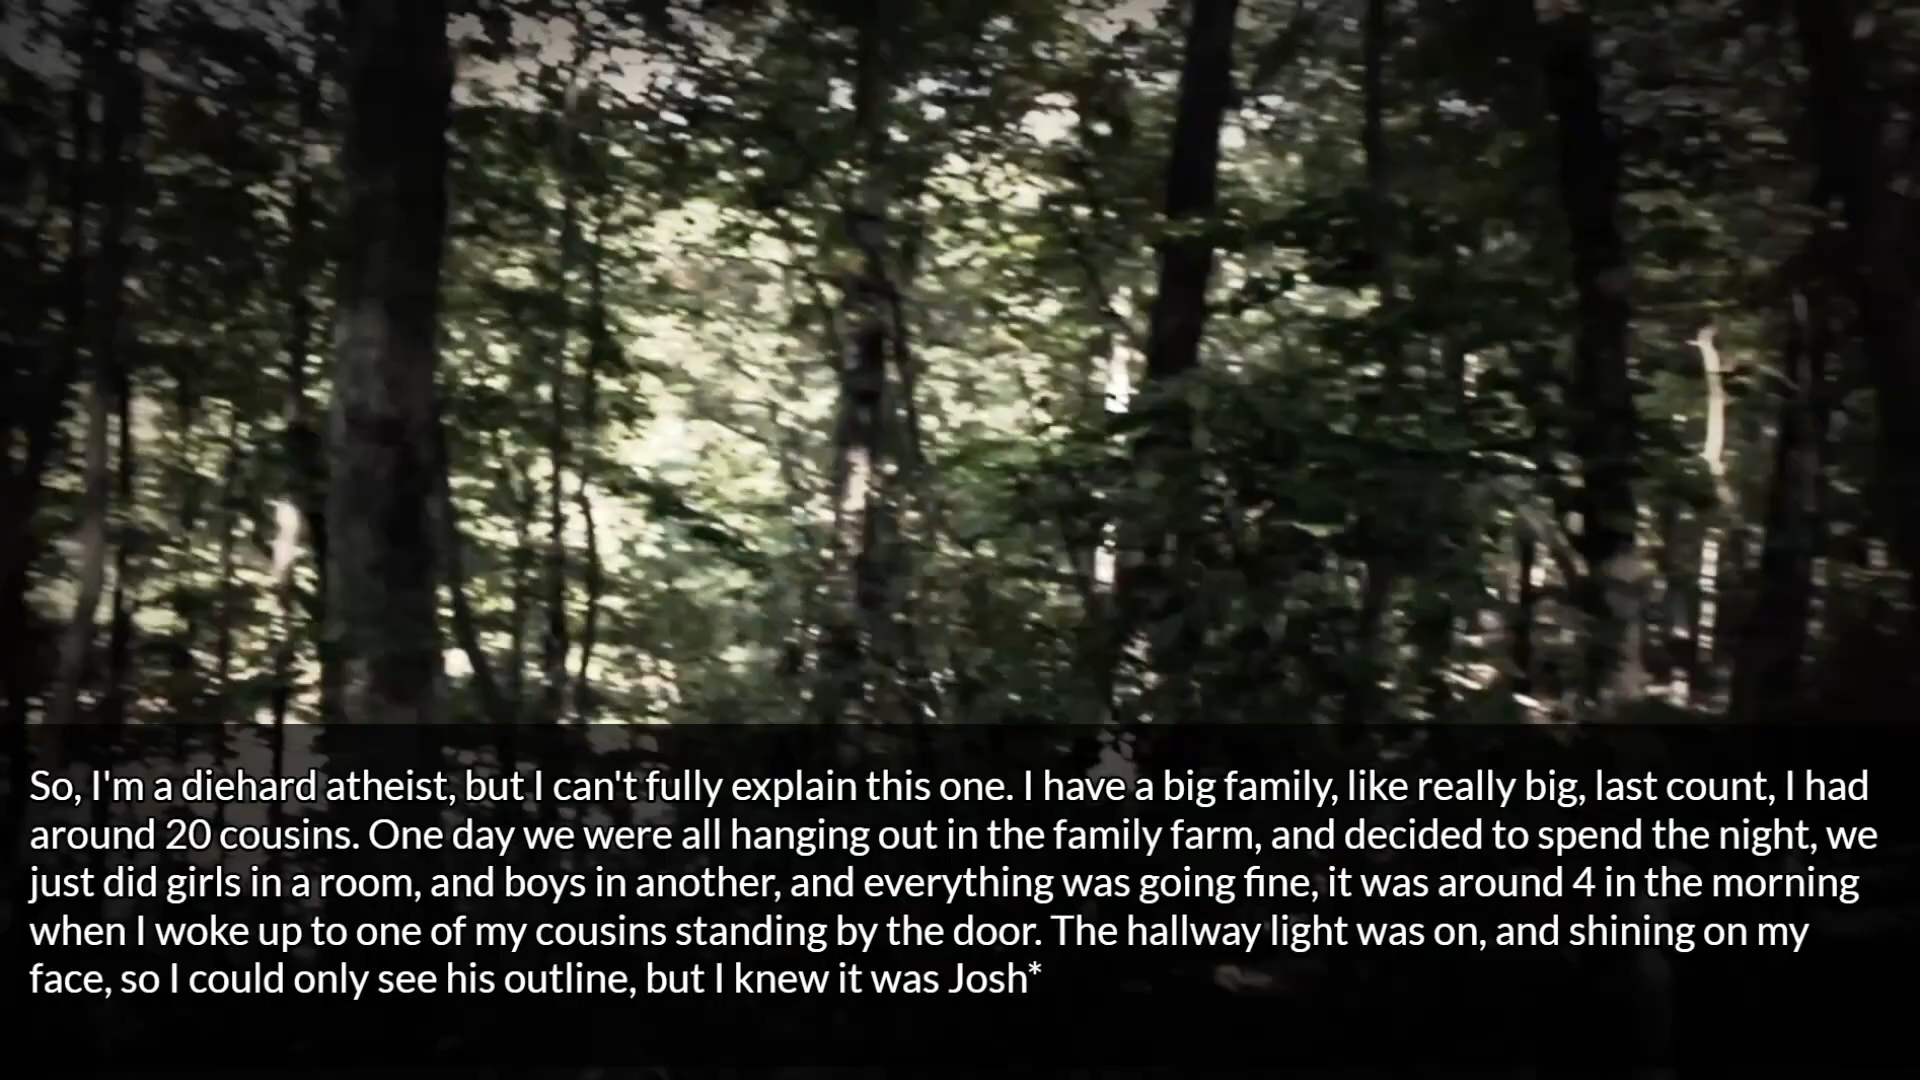 So, I'm a diehard atheist, but I can't fully explain this one. I have a big family, like really big, last count, I had
around 20 cousins. One day we were all hanging out in the family farm, and decided to spend the night, we
just did girls in a room, and boys in another, and everything was going fine, it was around 4 in the morning
when I woke up to one of my cousins standing by the door. The hallway light was on, and shining on my
face, so I could only see his outline, but I knew it was Josh*